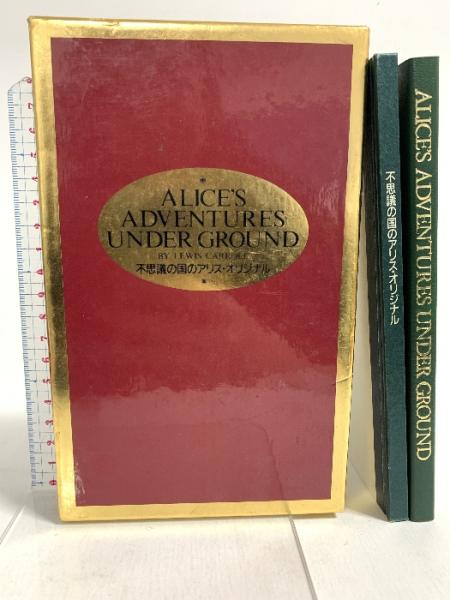 ALICE'S
ADVENTURES
UNDER GROUND
BY LEWIS CARROLL
不思議の国のアリス・オリジナル
不思議の国のアリス・オリジナル
ALICE'S ADVENTURES UNDER GROUND